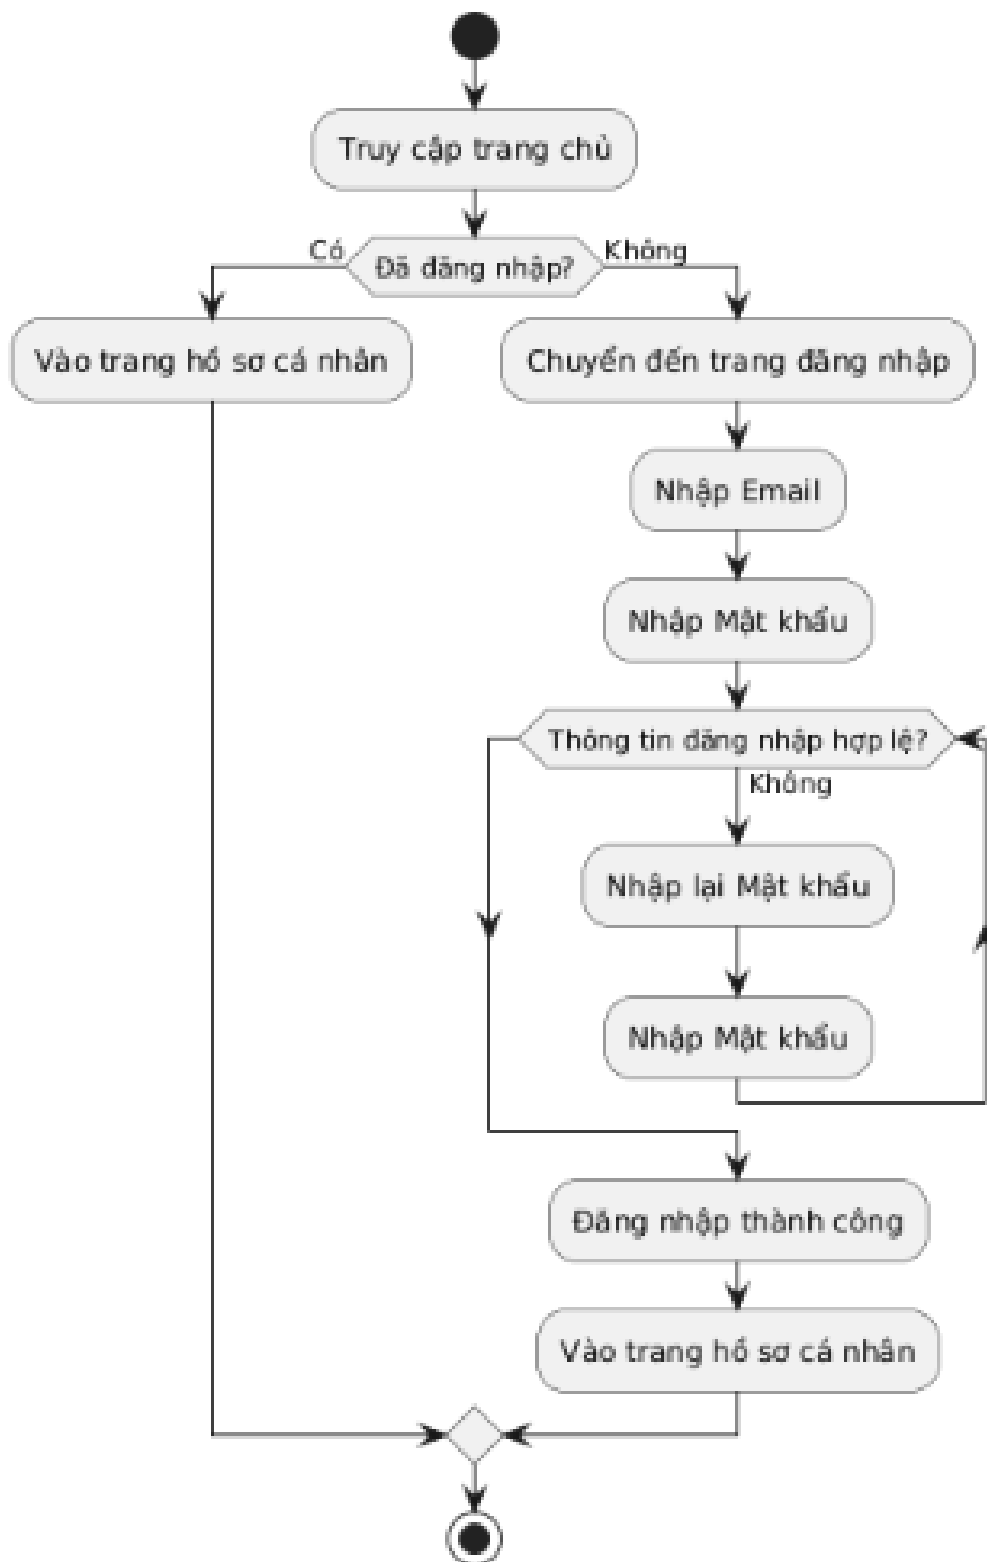 Truy cập trang chủ
Có
Đã đăng nhập?
Không
Vào trang hồ sơ cá nhân
Chuyển đến trang đăng nhập
Nhập Email
Nhập Mật khẩu
Thông tin đăng nhập hợp lệ?
Không
Nhập lại Mật khẩu
Nhập Mật khẩu
Đăng nhập thành công
Vào trang hồ sơ cá nhân